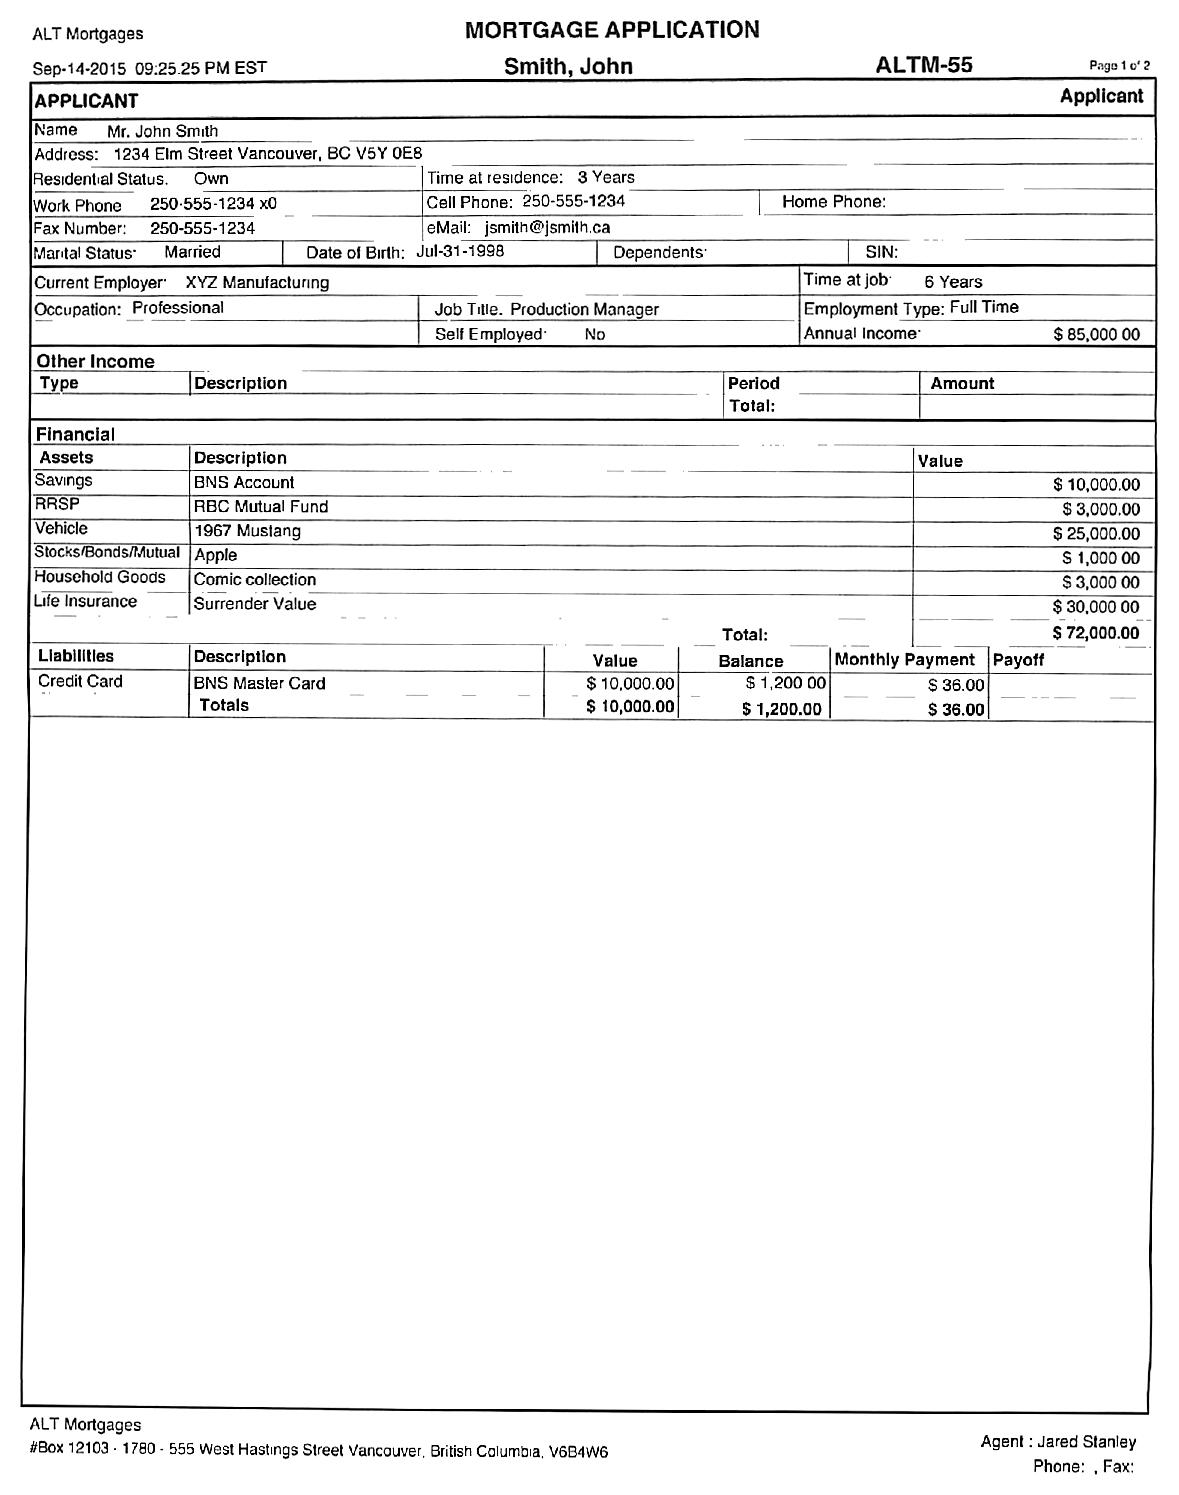 ALT Mortgages MORTGAGE APPLICATION
Sep-14-2015 09:25.25 PM EST Smith, John ALTM-55 Page 1 of 2
APPLICANT Applicant
Name Mr. John Smith
Address: 1234 Elm Street Vancouver, BC V5Y 0E8
Residential Status. Own Time at residence: 3 Years
Work Phone 250-555-1234 x0 Cell Phone: 250-555-1234 Home Phone:
Fax Number: 250-555-1234 eMail: jsmith@jsmith.ca
Marital Status: Married Date of Birth: Jul-31-1998 Dependents: SIN:
Current Employer: XYZ Manufacturing Time at job: 6 Years
Occupation: Professional Job Title. Production Manager Employment Type: Full Time
Self Employed: No Annual Income: $ 85,000 00
Other Income
Type Description Period Amount
Total:
Financial
Assets Description Value
Savings BNS Account $ 10,000.00
RRSP RBC Mutual Fund $ 3,000.00
Vehicle 1967 Mustang $ 25,000.00
Stocks/Bonds/Mutual Apple $ 1,000 00
Household Goods Comic collection $ 3,000 00
Life Insurance Surrender Value $ 30,000 00
Total: $ 72,000.00
Liabilities Description Value Balance Monthly Payment Payoff
Credit Card BNS Master Card $ 10,000.00 $ 1,200 00 $ 36.00
Totals $ 10,000.00 $ 1,200.00 $ 36.00
ALT Mortgages
#Box 12103 - 1780 - 555 West Hastings Street Vancouver, British Columbia, V6B4W6
Agent : Jared Stanley
Phone: , Fax: